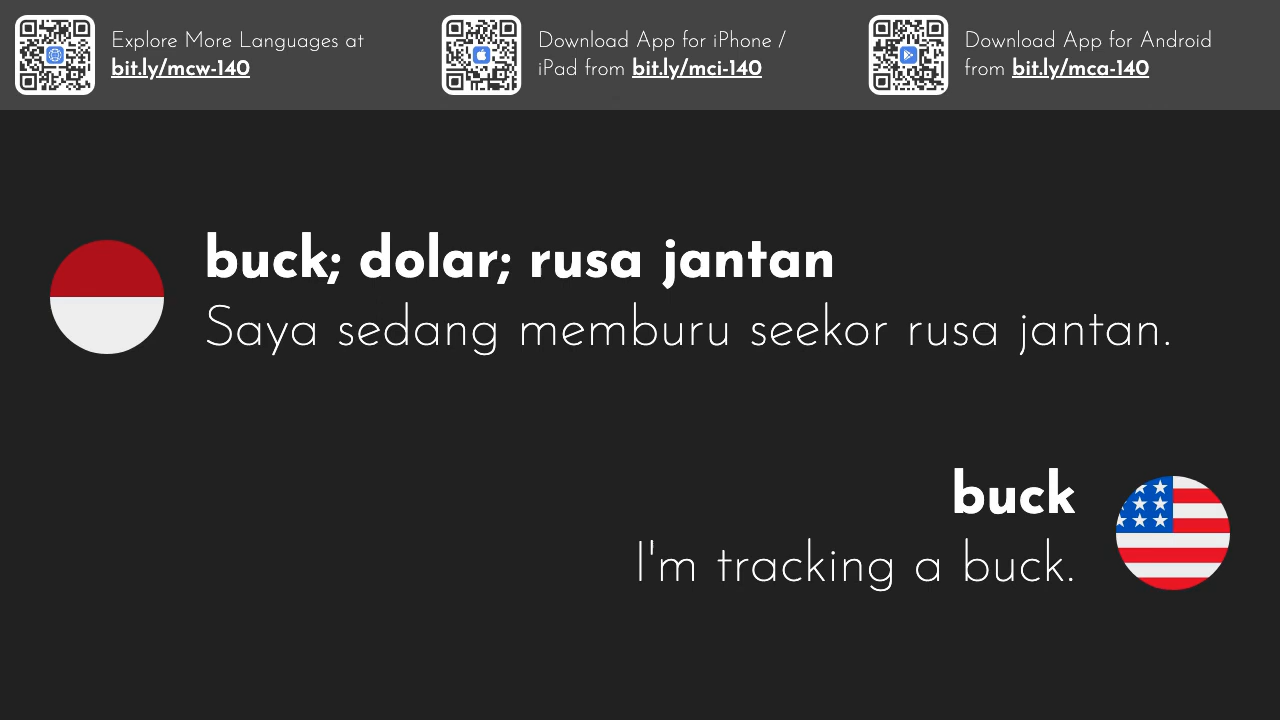 Explore More Languages at
bit.ly/mcw-140
Download App for iPhone /
iPad from bit.ly/mci-140
Download App for Android
from bit.ly/mca-140
buck; dolar; rusa jantan
Saya sedang memburu seekor rusa jantan.
buck
I'm tracking a buck.